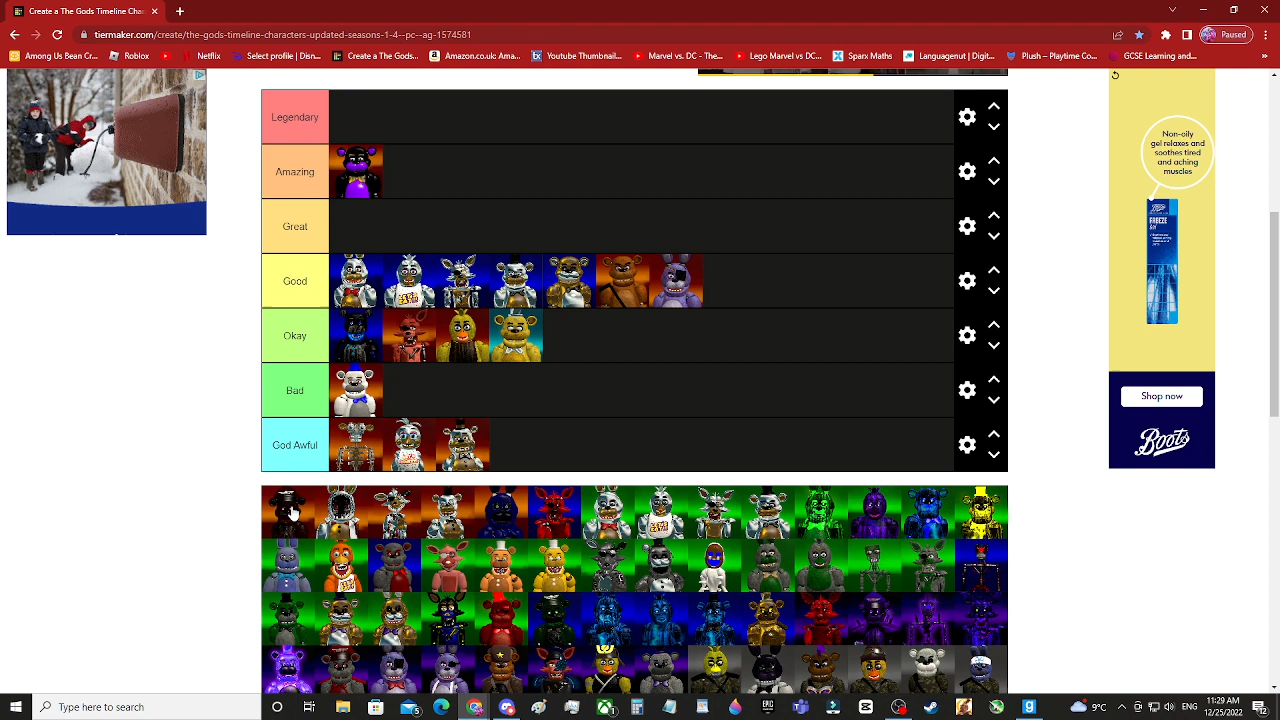 Create a The Gods Timeline Cha
tiermaker.com/create/the-gods-timeline-characters-updated-seasons-1-4--pc--ag-1574581
Paused
Among Us Bean Cr...
Roblox
Netflix
Select profile | Disn...
Create a The Gods...
Amazon.co.uk Ama...
Youtube Thumbnail...
Marvel vs. DC - The...
Lego Marvel vs DC...
Sparx Maths
Languagenut | Digit...
Plush – Playtime Co...
GCSE Learning and...
Legendary
Amazing
Great
Good
Okay
Bad
God Awful
Non-oily
gel relaxes and
soothes tired
and aching
muscles
FREEZE
Gel
Shop now
Boots
Type here to search
9°C
11:29 AM
12/25/2022